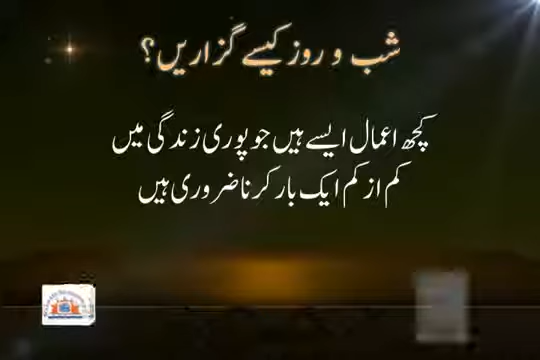 شب و روز کیسے گزاریں؟
کچھ اعمال ایسے ہیں جو پوری زندگی میں
کم از کم ایک بار کرنا ضروری ہیں